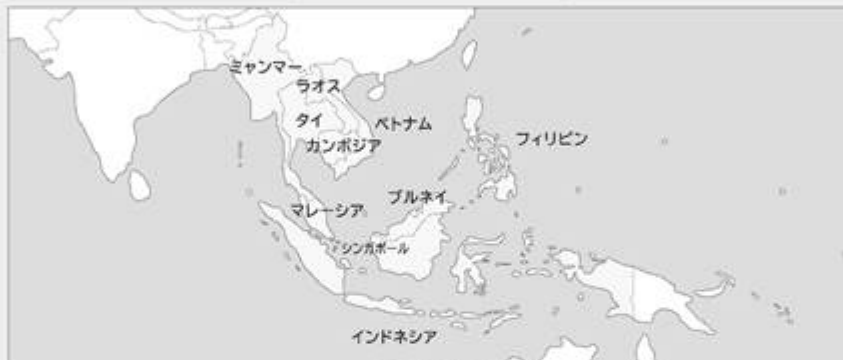 ミャンマー
ラオス
タイ
ベトナム
カンボジア
フィリピン
ブルネイ
マレーシア
シンガポール
インドネシア